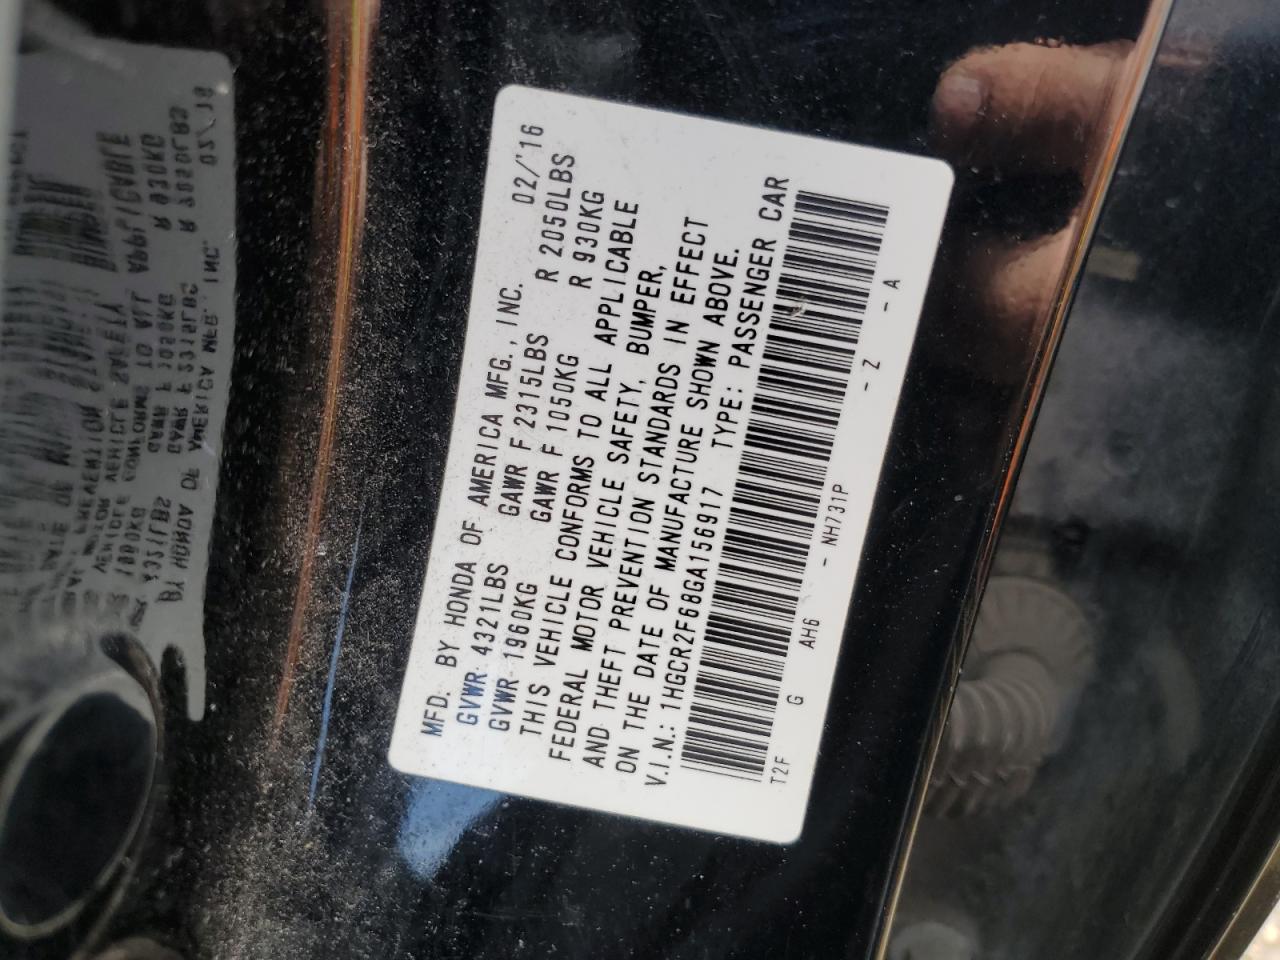 MFD. BY HONDA OF AMERICA MFG., INC. 02/'16
GVWR 4321LBS GAWR F 2315LBS R 2050LBS
GVWR 1960KG GAWR F 1050KG R 930KG
THIS VEHICLE CONFORMS TO ALL APPLICABLE
FEDERAL MOTOR VEHICLE SAFETY, BUMPER,
AND THEFT PREVENTION STANDARDS IN EFFECT
ON THE DATE OF MANUFACTURE SHOWN ABOVE.
V.I.N.: 1HGCR2F68GA156917 TYPE: PASSENGER CAR
T2F G AH6 - NH731P - Z - A